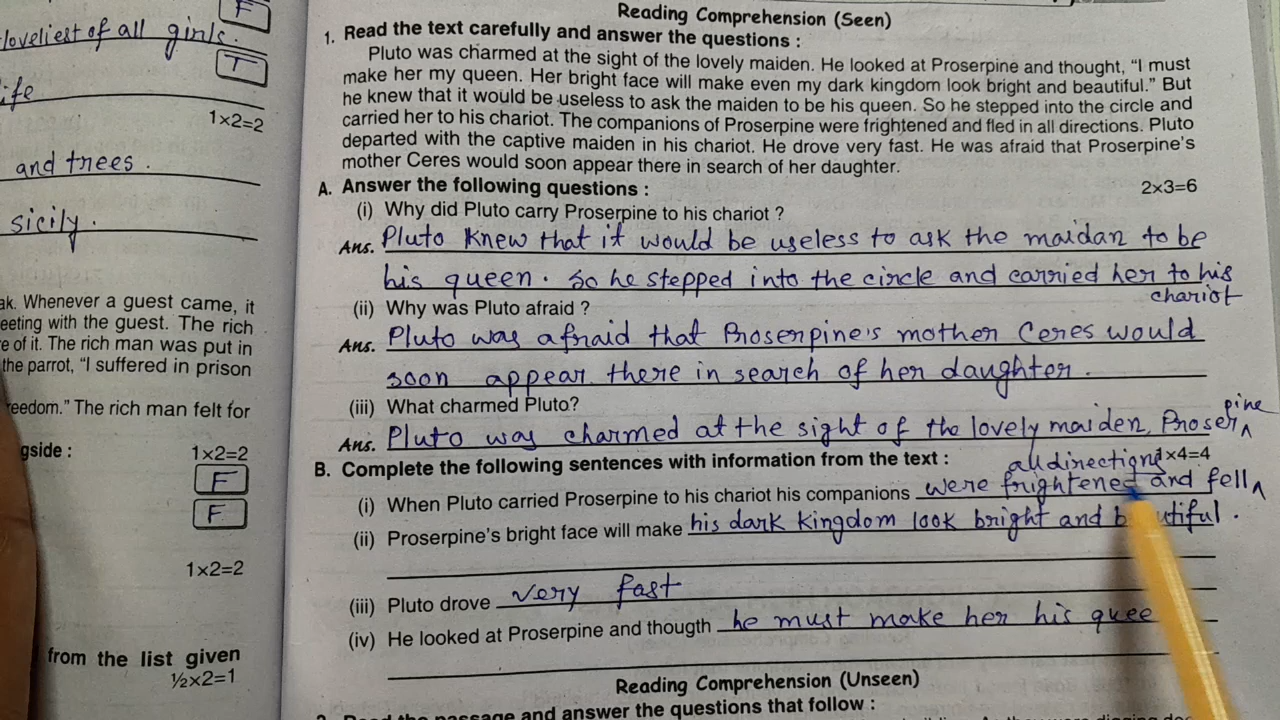 F
loveliest of all girls.
T
ife
1×2=2
and trees.
sicily.
ak. Whenever a guest came, it
eeting with the guest. The rich
e of it. The rich man was put in
the parrot, "I suffered in prison
reedom." The rich man felt for
gside :
1×2=2
F
F
1×2=2
from the list given
½×2=1
Reading Comprehension (Seen)
1. Read the text carefully and answer the questions :
Pluto was charmed at the sight of the lovely maiden. He looked at Proserpine and thought, "I must
make her my queen. Her bright face will make even my dark kingdom look bright and beautiful." But
he knew that it would be useless to ask the maiden to be his queen. So he stepped into the circle and
carried her to his chariot. The companions of Proserpine were frightened and fled in all directions. Pluto
departed with the captive maiden in his chariot. He drove very fast. He was afraid that Proserpine's
mother Ceres would soon appear there in search of her daughter.
A. Answer the following questions : 2×3=6
(i) Why did Pluto carry Proserpine to his chariot ?
Ans. Pluto knew that it would be useless to ask the maidan to be
his queen. So he stepped into the circle and carried her to his
chariot
(ii) Why was Pluto afraid ?
Ans. Pluto was afraid that Proserpine's mother Ceres would
soon appear there in search of her daughter.
(iii) What charmed Pluto?
pine
Ans. Pluto was charmed at the sight of the lovely maiden Proser^
B. Complete the following sentences with information from the text : 1×4=4
all directions
(i) When Pluto carried Proserpine to his chariot his companions were frightened and fell^
(ii) Proserpine's bright face will make his dark kingdom look bright and beautiful.
(iii) Pluto drove very fast
(iv) He looked at Proserpine and thougth he must make her his quee
Reading Comprehension (Unseen)
2. Read the passage and answer the questions that follow :